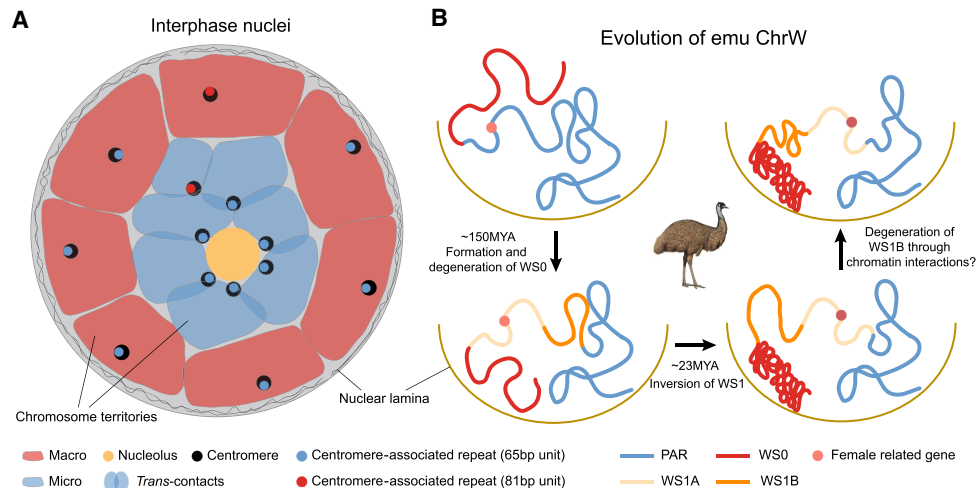 A
Interphase nuclei
Chromosome territories
Nuclear lamina
Macro
Nucleolus
Centromere
Centromere-associated repeat (65bp unit)
Micro
Trans-contacts
Centromere-associated repeat (81bp unit)
B
Evolution of emu ChrW
~150MYA
Formation and
degeneration of WS0
~23MYA
Inversion of WS1
Degeneration of
WS1B through
chromatin interactions?
PAR
WS0
Female related gene
WS1A
WS1B